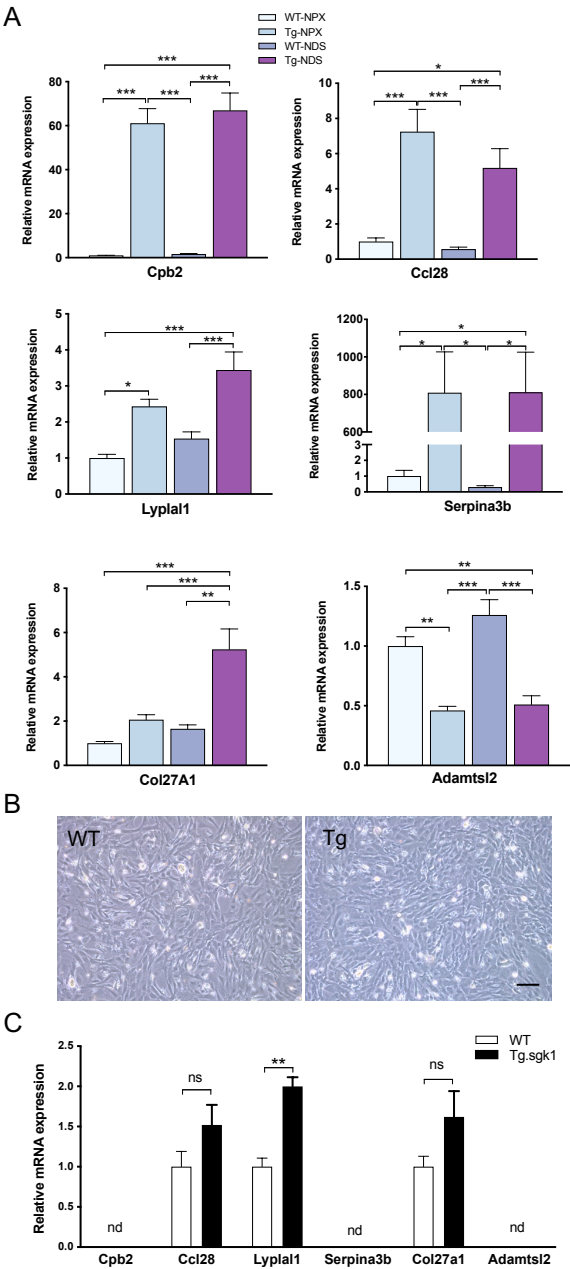 A
WT-NPX
Tg-NPX
WT-NDS
Tg-NDS
Relative mRNA expression
80
60
40
20
0
***
***
***
***
Cpb2
Relative mRNA expression
10
8
6
4
2
0
*
***
***
***
Ccl28
Relative mRNA expression
5
4
3
2
1
0
***
***
*
Lyplal1
Relative mRNA expression
1200
1000
800
600
3
2
1
0
*
*
*
*
Serpina3b
Relative mRNA expression
8
6
4
2
0
***
***
**
Col27A1
Relative mRNA expression
1.5
1.0
0.5
0.0
**
***
***
**
Adamtsl2
B
WT
Tg
C
WT
Tg.sgk1
Relative mRNA expression
2.5
2.0
1.5
1.0
0.5
0.0
nd
ns
**
nd
ns
nd
Cpb2 Ccl28 Lyplal1 Serpina3b Col27a1 Adamtsl2